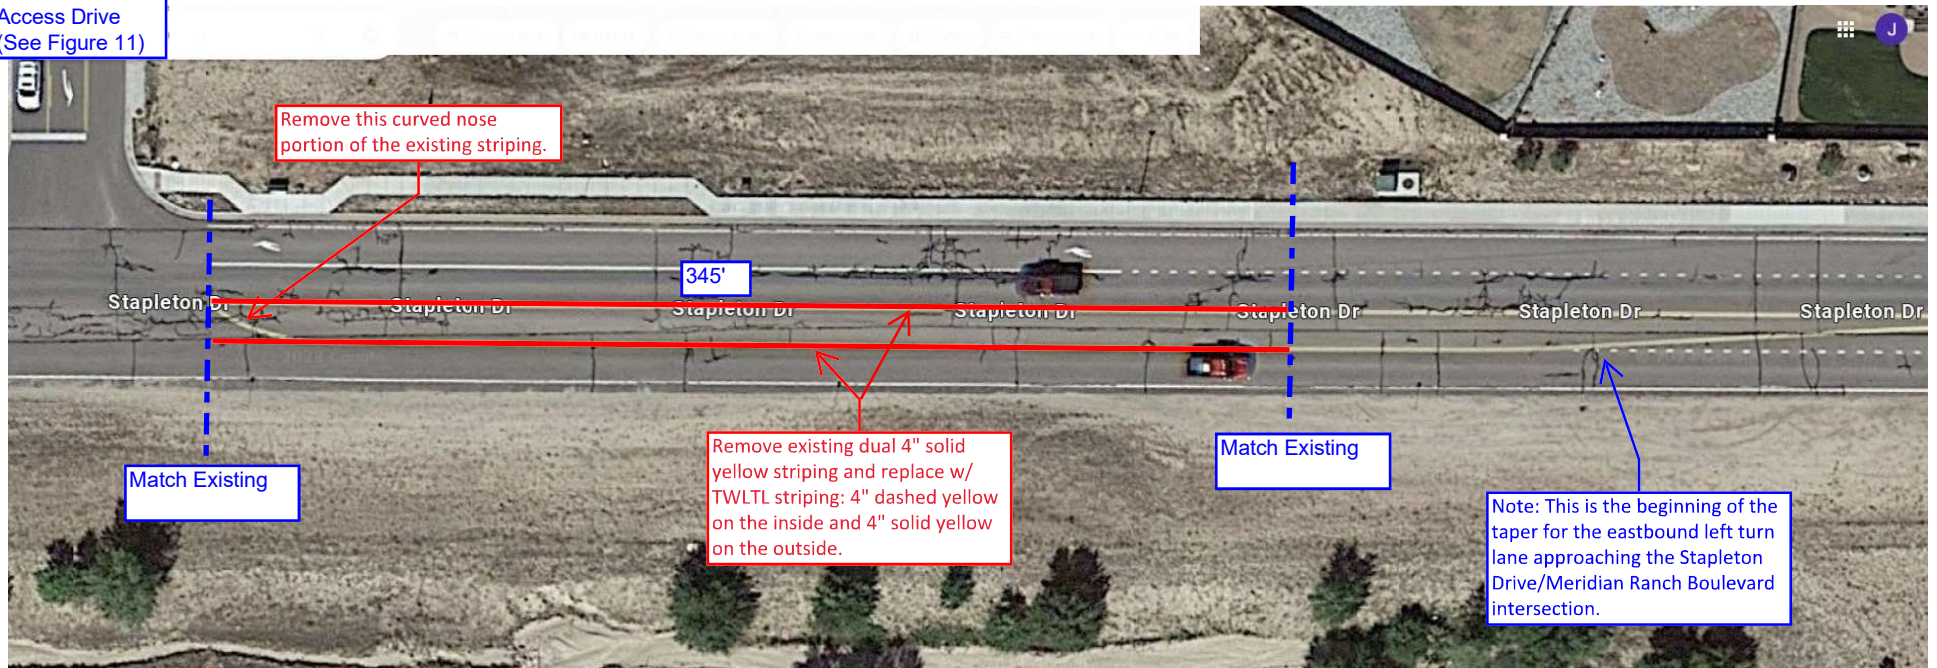 Access Drive
(See Figure 11)
J
Remove this curved nose
portion of the existing striping.
345'
Stapleton Dr
Stapleton Dr
Stapleton Dr
Stapleton Dr
Stapleton Dr
Stapleton Dr
Stapleton Dr
Match Existing
Remove existing dual 4" solid
yellow striping and replace w/
TWLTL striping: 4" dashed yellow
on the inside and 4" solid yellow
on the outside.
Match Existing
Note: This is the beginning of the
taper for the eastbound left turn
lane approaching the Stapleton
Drive/Meridian Ranch Boulevard
intersection.